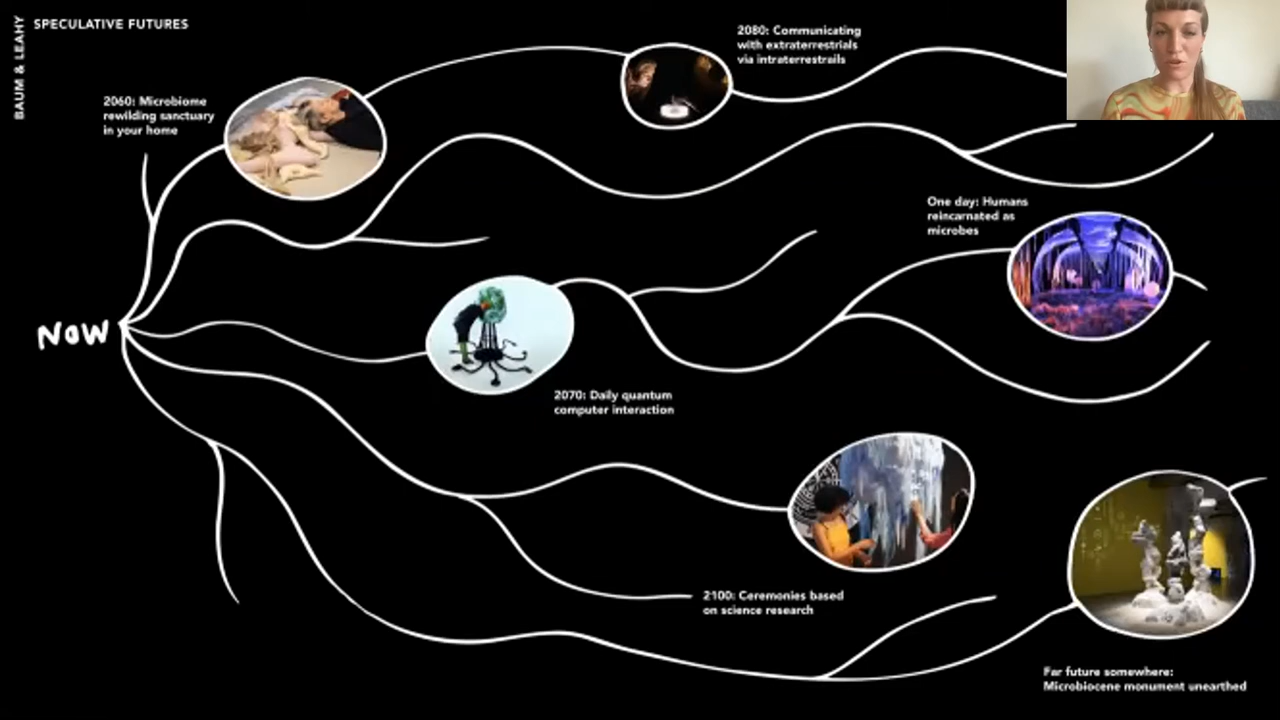 BAUM & LEAHY
SPECULATIVE FUTURES
2080: Communicating
with extraterrestrials
via intraterrestrails
2060: Microbiome
rewilding sanctuary
in your home
One day: Humans
reincarnated as
microbes
NOW
2070: Daily quantum
computer interaction
2100: Ceremonies based
on science research
Far future somewhere:
Microbiocene monument unearthed